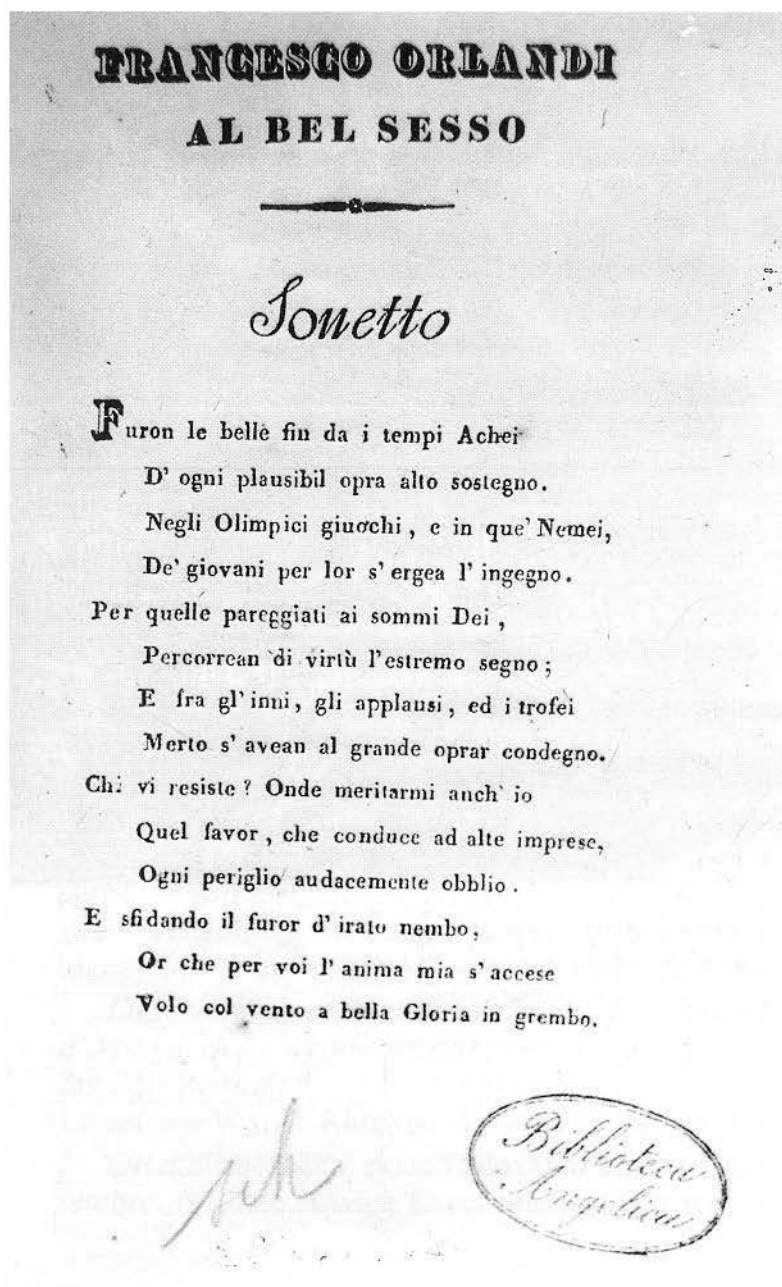 FRANCESCO ORLANDI
AL BEL SESSO
Sonetto
Furon le belle fin da i tempi Achei
D' ogni plausibil opra alto sostegno.
Negli Olimpici giuochi, e in que' Nemei,
De' giovani per lor s' ergea l' ingegno.
Per quelle pareggiati ai sommi Dei,
Percorrean di virtù l'estremo segno;
E fra gl' inni, gli applausi, ed i trofei
Merto s' avean al grande oprar condegno.
Chi vi resiste? Onde meritarmi anch' io
Quel favor, che conduce ad alte imprese,
Ogni periglio audacemente obblio.
E sfidando il furor d' irato nembo,
Or che per voi l' anima mia s' accese
Volo col vento a bella Gloria in grembo.
Biblioteca
Angelica